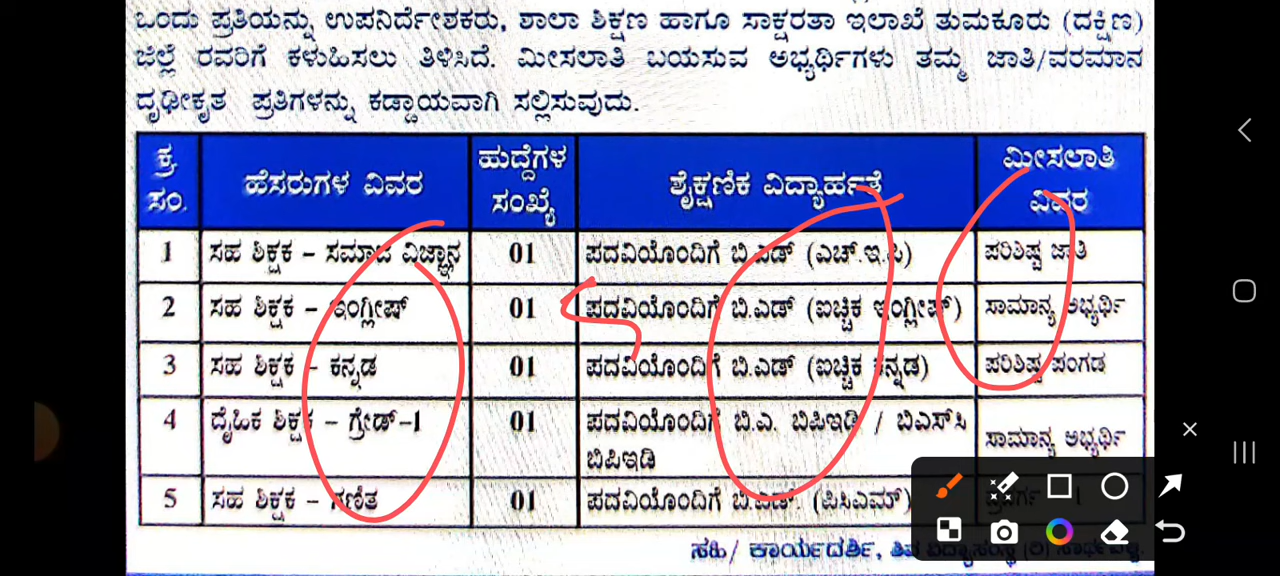 ಒಂದು ಪ್ರತಿಯನ್ನು ಉಪನಿರ್ದೇಶಕರು, ಶಾಲಾ ಶಿಕ್ಷಣ ಹಾಗೂ ಸಾಕ್ಷರತಾ ಇಲಾಖೆ ತುಮಕೂರು (ದಕ್ಷಿಣ)
ಜಿಲ್ಲೆ ರವರಿಗೆ ಕಳುಹಿಸಲು ತಿಳಿಸಿದೆ. ಮೀಸಲಾತಿ ಬಯಸುವ ಅಭ್ಯರ್ಥಿಗಳು ತಮ್ಮ ಜಾತಿ/ವರಮಾನ
ದೃಢೀಕೃತ ಪ್ರತಿಗಳನ್ನು ಕಡ್ಡಾಯವಾಗಿ ಸಲ್ಲಿಸುವುದು.
ಕ್ರ ಸಂ. ಹೆಸರುಗಳ ವಿವರ ಹುದ್ದೆಗಳ ಸಂಖ್ಯೆ ಶೈಕ್ಷಣಿಕ ವಿದ್ಯಾರ್ಹತೆ ಮೀಸಲಾತಿ ವಿವರ
1 ಸಹ ಶಿಕ್ಷಕ - ಸಮಾಜ ವಿಜ್ಞಾನ 01 ಪದವಿಯೊಂದಿಗೆ ಬಿ.ಎಡ್ (ಎಚ್.ಇ.ಪಿ) ಪರಿಶಿಷ್ಟ ಜಾತಿ
2 ಸಹ ಶಿಕ್ಷಕ - ಇಂಗ್ಲೀಷ್ 01 ಪದವಿಯೊಂದಿಗೆ ಬಿ.ಎಡ್ (ಐಚ್ಚಿಕ ಇಂಗ್ಲೀಷ್) ಸಾಮಾನ್ಯ ಅಭ್ಯರ್ಥಿ
3 ಸಹ ಶಿಕ್ಷಕ - ಕನ್ನಡ 01 ಪದವಿಯೊಂದಿಗೆ ಬಿ.ಎಡ್ (ಐಚ್ಚಿಕ ಕನ್ನಡ) ಪರಿಶಿಷ್ಟ ಪಂಗಡ
4 ದೈಹಿಕ ಶಿಕ್ಷಕ - ಗ್ರೇಡ್-1 01 ಪದವಿಯೊಂದಿಗೆ ಬಿ.ಎ. ಬಿಪಿಇಡಿ / ಬಿಎಸ್‌ಸಿ ಸಾಮಾನ್ಯ ಅಭ್ಯರ್ಥಿ
ಬಿಪಿಇಡಿ
5 ಸಹ ಶಿಕ್ಷಕ - ಗಣಿತ 01 ಪದವಿಯೊಂದಿಗೆ ಬಿ.ಎಡ್. (ಪಿಸಿಎಮ್)
ಸಹಿ/ ಕಾರ್ಯದರ್ಶಿ,